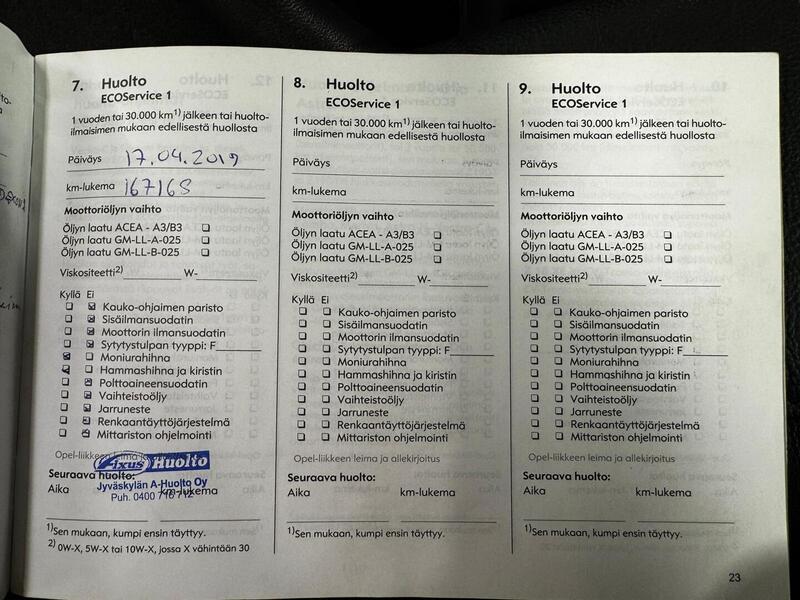 7. Huolto
ECOService 1
1 vuoden tai 30.000 km1) jälkeen tai huolto-
ilmaisimen mukaan edellisestä huollosta
Päiväys 17.04.2019
km-lukema 167168
Moottoriöljyn vaihto
Öljyn laatu ACEA - A3/B3
Öljyn laatu GM-LL-A-025
Öljyn laatu GM-LL-B-025
Viskositeetti2) W-
Kyllä Ei
Kauko-ohjaimen paristo
Sisäilmansuodatin
Moottorin ilmansuodatin
Sytytystulpan tyyppi: F
Moniurahihna
Hammashihna ja kiristin
Polttoaineensuodatin
Vaihteistoöljy
Jarruneste
Renkaantäyttöjärjestelmä
Mittariston ohjelmointi
Opel-liikkeen leima ja
Axus Huolto
Seuraava huolto:
Jyväskylän A-Huolto Oy
Aika km-lukema
Puh. 0400
1)Sen mukaan, kumpi ensin täyttyy.
2) 0W-X, 5W-X tai 10W-X, jossa X vähintään 30
8. Huolto
ECOService 1
1 vuoden tai 30.000 km1) jälkeen tai huolto-
ilmaisimen mukaan edellisestä huollosta
Päiväys
km-lukema
Moottoriöljyn vaihto
Öljyn laatu ACEA - A3/B3
Öljyn laatu GM-LL-A-025
Öljyn laatu GM-LL-B-025
Viskositeetti2) W-
Kyllä Ei
Kauko-ohjaimen paristo
Sisäilmansuodatin
Moottorin ilmansuodatin
Sytytystulpan tyyppi: F
Moniurahihna
Hammashihna ja kiristin
Polttoaineensuodatin
Vaihteistoöljy
Jarruneste
Renkaantäyttöjärjestelmä
Mittariston ohjelmointi
Opel-liikkeen leima ja allekirjoitus
Seuraava huolto:
Aika km-lukema
1)Sen mukaan, kumpi ensin täyttyy.
9. Huolto
ECOService 1
1 vuoden tai 30.000 km1) jälkeen tai huolto-
ilmaisimen mukaan edellisestä huollosta
Päiväys
km-lukema
Moottoriöljyn vaihto
Öljyn laatu ACEA - A3/B3
Öljyn laatu GM-LL-A-025
Öljyn laatu GM-LL-B-025
Viskositeetti2) W-
Kyllä Ei
Kauko-ohjaimen paristo
Sisäilmansuodatin
Moottorin ilmansuodatin
Sytytystulpan tyyppi: F
Moniurahihna
Hammashihna ja kiristin
Polttoaineensuodatin
Vaihteistoöljy
Jarruneste
Renkaantäyttöjärjestelmä
Mittariston ohjelmointi
Opel-liikkeen leima ja allekirjoitus
Seuraava huolto:
Aika km-lukema
1)Sen mukaan, kumpi ensin täyttyy.
23